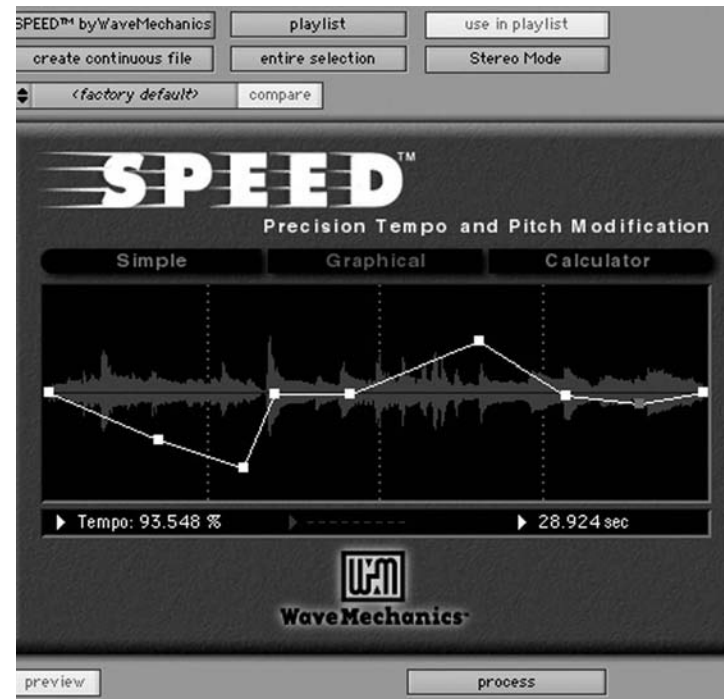 SPEED™ byWaveMechanics playlist use in playlist
create continuous file entire selection Stereo Mode
<factory default> compare
SPEED™
Precision Tempo and Pitch Modification
Simple Graphical Calculator
Tempo: 93.548 % --------- 28.924 sec
WaveMechanics
preview process